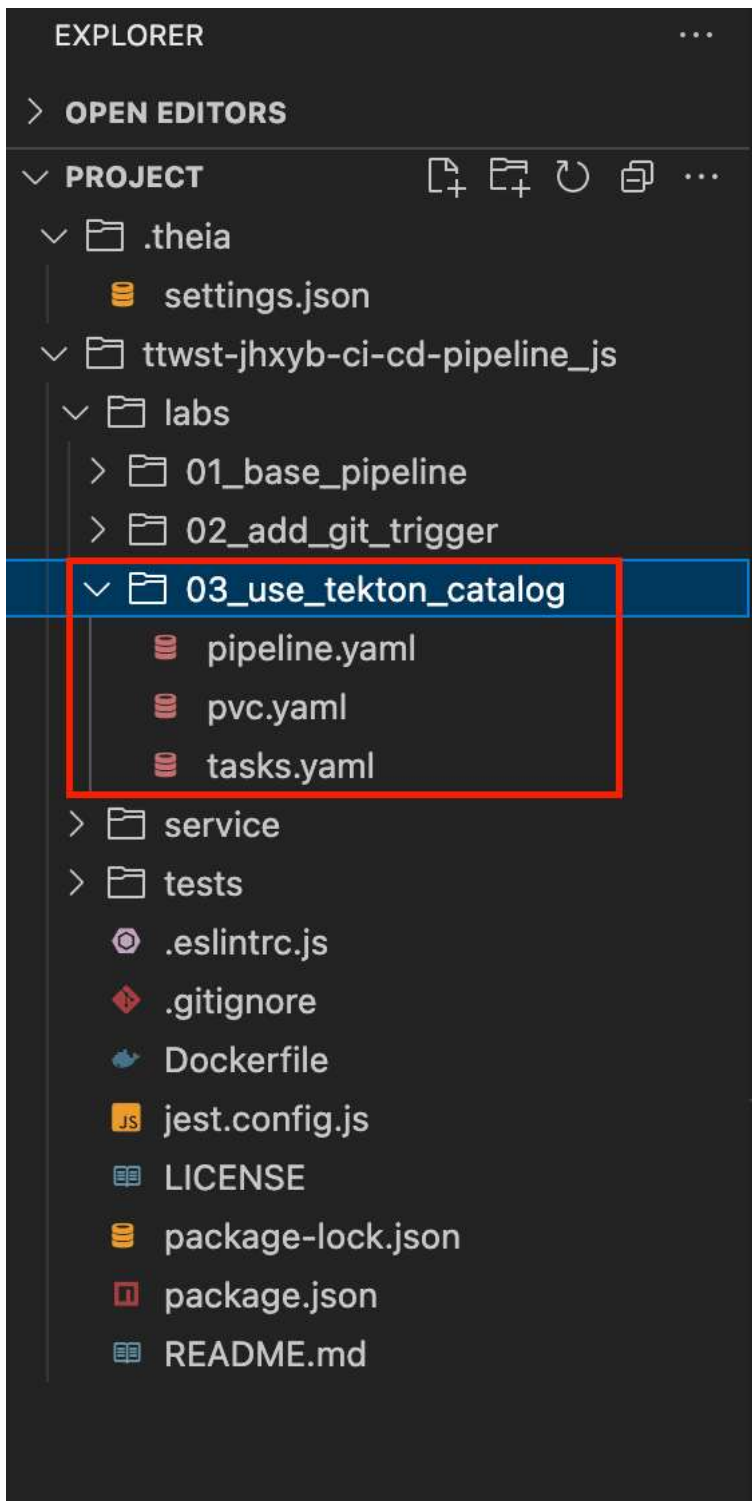 EXPLORER
OPEN EDITORS
PROJECT
.theia
settings.json
ttwst-jhxyb-ci-cd-pipeline_js
labs
01_base_pipeline
02_add_git_trigger
03_use_tekton_catalog
pipeline.yaml
pvc.yaml
tasks.yaml
service
tests
.eslintrc.js
.gitignore
Dockerfile
JS jest.config.js
LICENSE
package-lock.json
package.json
README.md